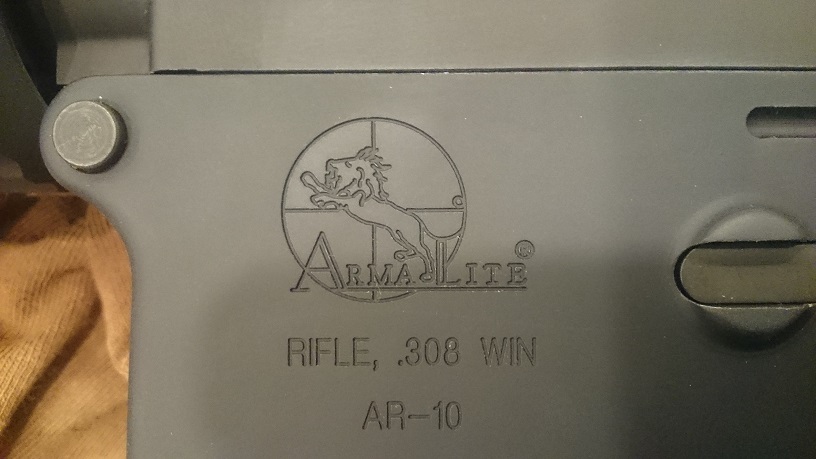 ARMALITE®
RIFLE, .308 WIN
AR-10